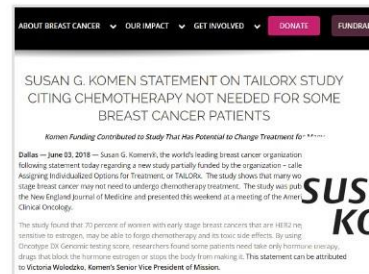 ABOUT BREAST CANCER OUR IMPACT GET INVOLVED DONATE FUNDRAI
SUSAN G. KOMEN STATEMENT ON TAILORX STUDY
CITING CHEMOTHERAPY NOT NEEDED FOR SOME
BREAST CANCER PATIENTS
Komen Funding Contributed to Study That Has Potential to Change Treatment for Many
Dallas — June 03, 2018 — Susan G. Komen®, the world's leading breast cancer organization
following statement today regarding a new study partially funded by the organization – calle
Assigning Individualized Options for Treatment, or TAILORx. The study shows that many wo
stage breast cancer may not need to undergo chemotherapy treatment. The study was pub
the New England Journal of Medicine and presented this weekend at a meeting of the Amer
Clinical Oncology.
SUS
KO
The study found that 70 percent of women with early stage breast cancers that are HER2 neg
sensitive to estrogen, may be able to forgo chemotherapy and its toxic side effects. By using
Oncotype DX Genomic testing score, researchers found some patients need take only hormone therapy,
drugs that block the hormone estrogen or stops the body from making it. This statement can be attributed
to Victoria Wolodzko, Komen's Senior Vice President of Mission.